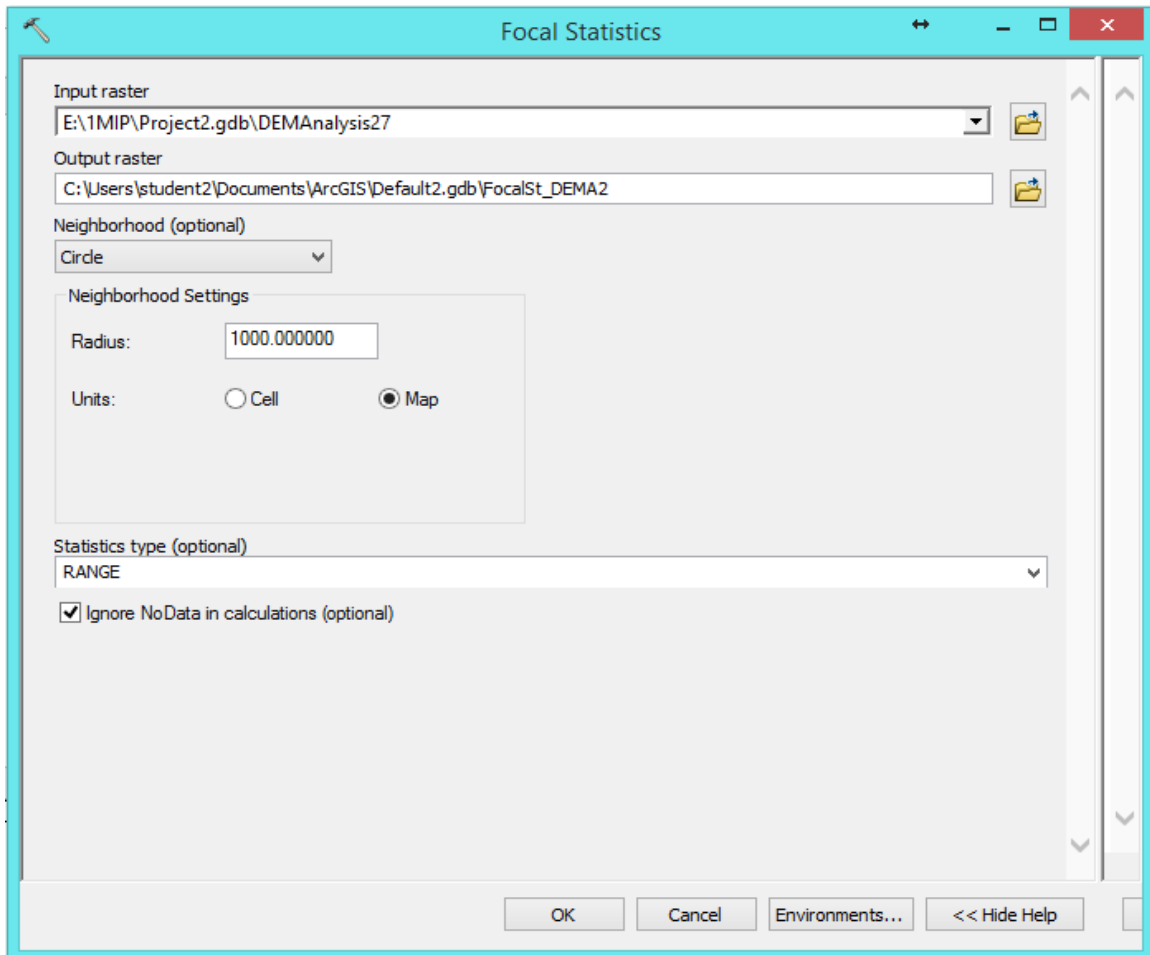 Focal Statistics
Input raster
E:\1MIP\Project2.gdb\DEMAnalysis27
Output raster
C:\Users\student2\Documents\ArcGIS\Default2.gdb\FocalSt_DEMA2
Neighborhood (optional)
Circle
Neighborhood Settings
Radius: 1000.000000
Units: Cell Map
Statistics type (optional)
RANGE
Ignore NoData in calculations (optional)
OK Cancel Environments... << Hide Help